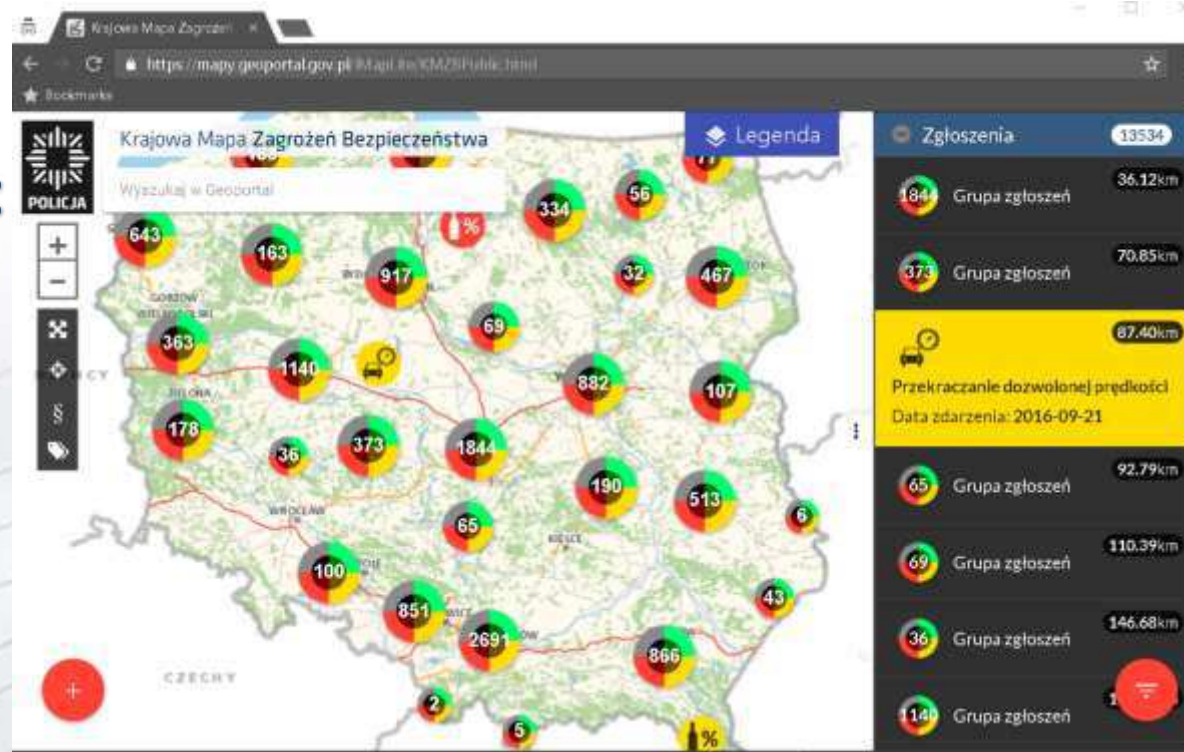 Krajowa Mapa Zagrożeń
https://mapy.geoportal.gov.pl/iMapLite/KMZBPublic.html
Bookmarks
POLICJA
Krajowa Mapa Zagrożeń Bezpieczeństwa
Wyszukaj w Geoportal
Legenda
Zgłoszenia 13534
77
56
334
643
163
917
32
467
GORZÓW
WIELKOPOLSKI
69
363
1140
882
107
178
36
373
1844
190
513
WROCŁAW
65
KIELCE
6
100
851
43
2691
866
CZECHY
2
5
%
%
1844 Grupa zgłoszeń 36.12km
373 Grupa zgłoszeń 70.85km
87.40km
Przekraczanie dozwolonej prędkości
Data zdarzenia: 2016-09-21
65 Grupa zgłoszeń 92.79km
69 Grupa zgłoszeń 110.39km
36 Grupa zgłoszeń 146.68km
1140 Grupa zgłoszeń